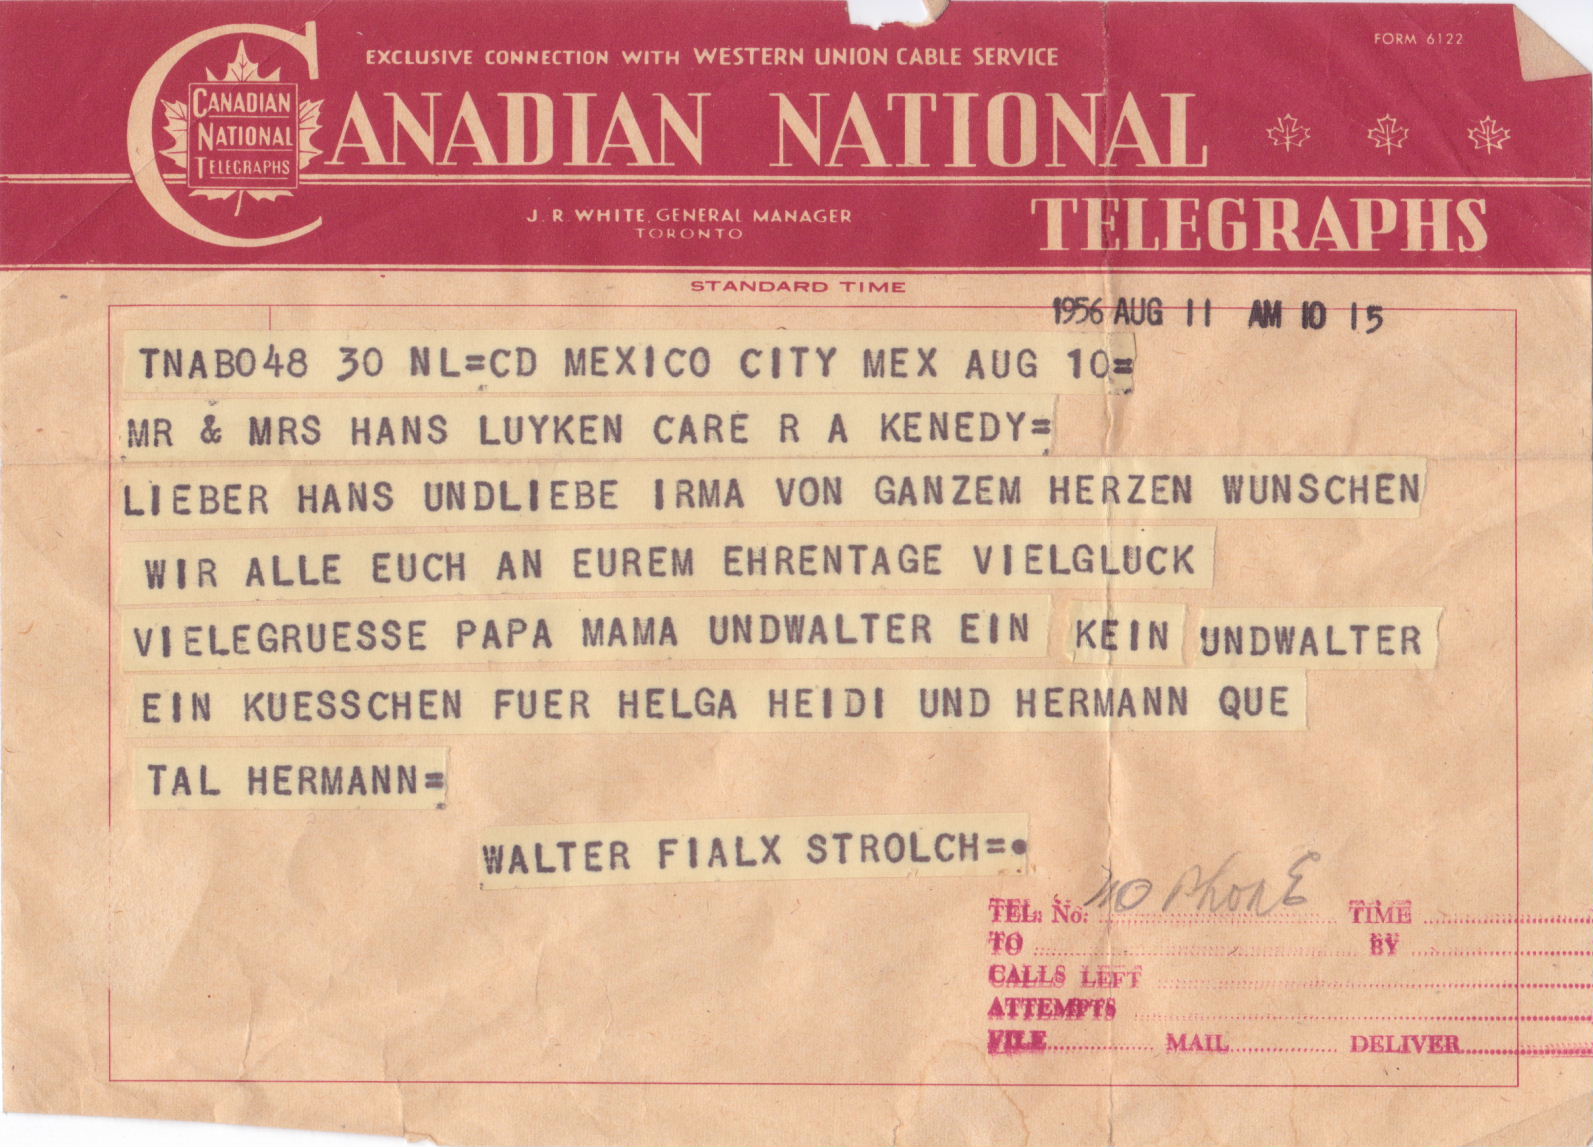 EXCLUSIVE CONNECTION WITH WESTERN UNION CABLE SERVICE
FORM 6122
CANADIAN NATIONAL TELEGRAPHS
CANADIAN NATIONAL
TELEGRAPHS
J. R. WHITE, GENERAL MANAGER
TORONTO
STANDARD TIME
1956 AUG 11 AM 10 15
TNAB048 30 NL=CD MEXICO CITY MEX AUG 10=
MR & MRS HANS LUYKEN CARE R A KENEDY=
LIEBER HANS UNDLIEBE IRMA VON GANZEM HERZEN WUNSCHEN
WIR ALLE EUCH AN EUREM EHRENTAGE VIELGLUCK
VIELEGRUESSE PAPA MAMA UNDWALTER EIN KEIN UNDWALTER
EIN KUESSCHEN FUER HELGA HEIDI UND HERMANN QUE
TAL HERMANN=
WALTER FIALX STROLCH=
TEL: No: NO PhonE TIME
TO BY
CALLS LEFT
ATTEMPTS
FILE MAIL DELIVER